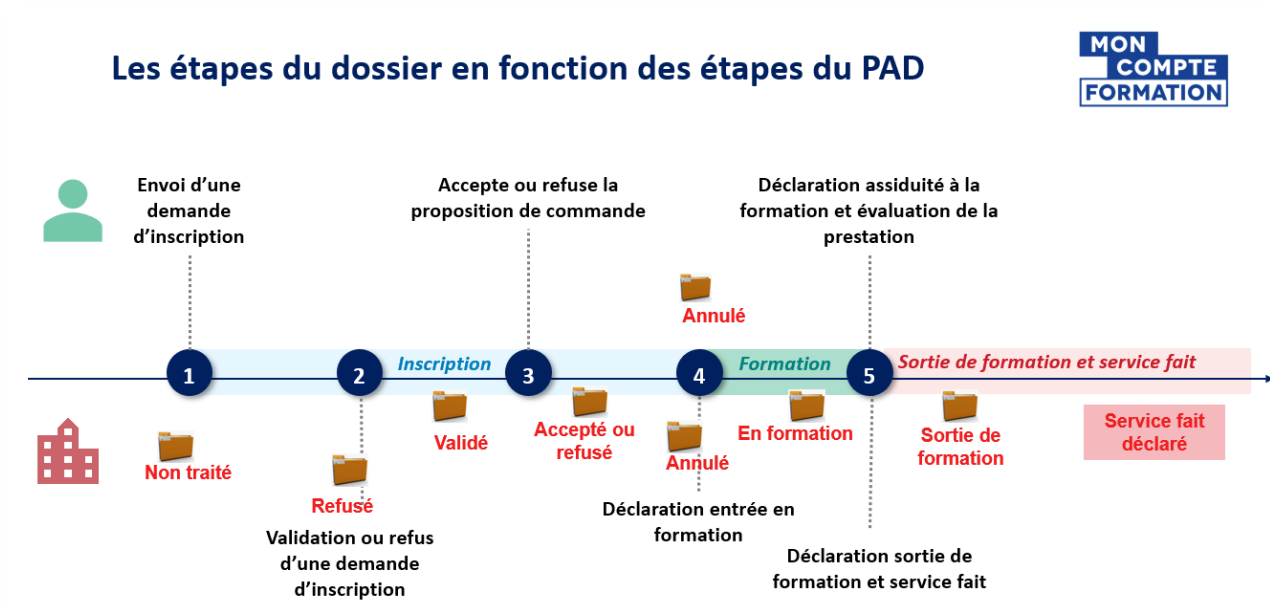 Les étapes du dossier en fonction des étapes du PAD
MON
COMPTE
FORMATION
Envoi d’une
demande
d’inscription
Accepte ou refuse la
proposition de commande
Déclaration assiduité à la
formation et évaluation de la
prestation
Annulé
1
2
Inscription
3
4
Formation
5
Sortie de formation et service fait
Non traité
Refusé
Validé
Accepté ou
refusé
Annulé
En formation
Sortie de
formation
Service fait
déclaré
Validation ou refus
d’une demande
d’inscription
Déclaration entrée en
formation
Déclaration sortie de
formation et service fait